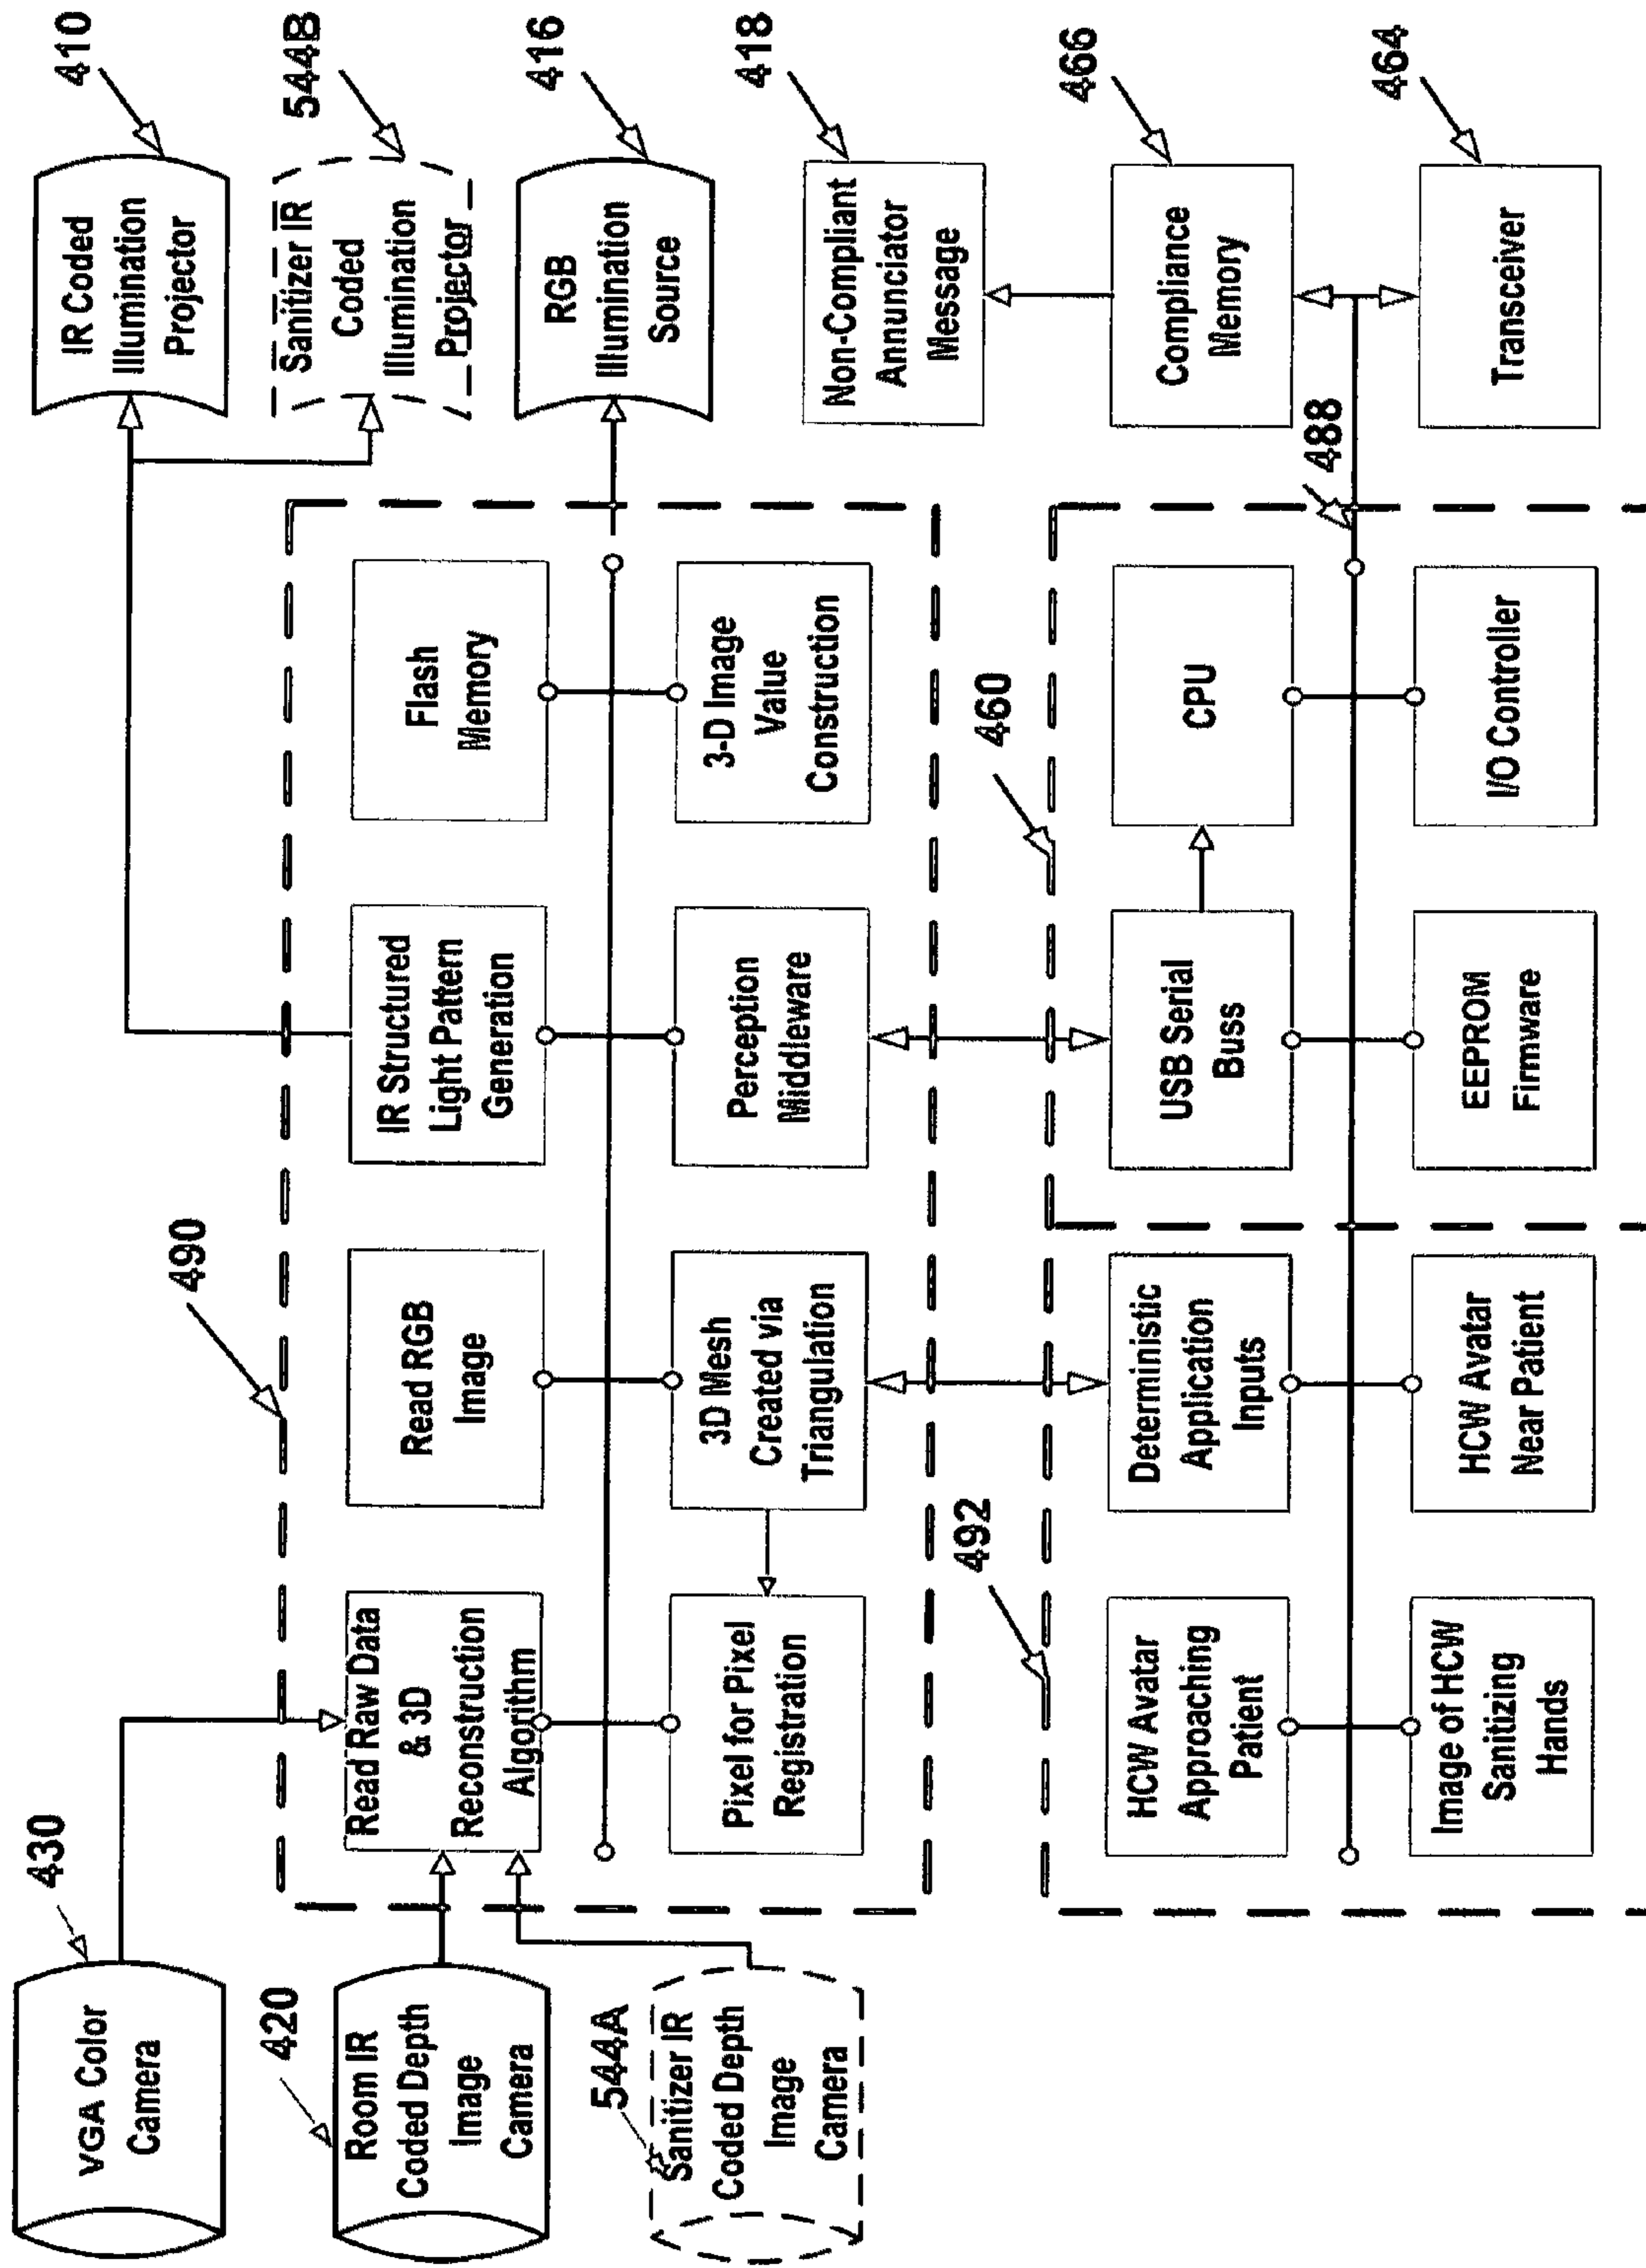 430
VGA Color
Camera
420
Room IR
Coded Depth
Image
Camera
544A
Sanitizer IR
Coded Depth
Image
Camera
490
Read Raw Data
& 3D
Reconstruction
Algorithm
Read RGB
Image
IR Structured
Light Pattern
Generation
Flash
Memory
Pixel for Pixel
Registration
3D Mesh
Created via
Triangulation
Perception
Middleware
3-D Image
Value
Construction
492
HCW Avatar
Approaching
Patient
Deterministic
Application
Inputs
460
USB Serial
Buss
CPU
488
Image of HCW
Sanitizing
Hands
HCW Avatar
Near Patient
EEPROM
Firmware
I/O Controller
IR Coded
Illumination
Projector
410
Sanitizer IR
Coded
Illumination
Projector
544B
RGB
Illumination
Source
416
Non-Compliant
Annunciator
Message
418
Compliance
Memory
466
Transceiver
464